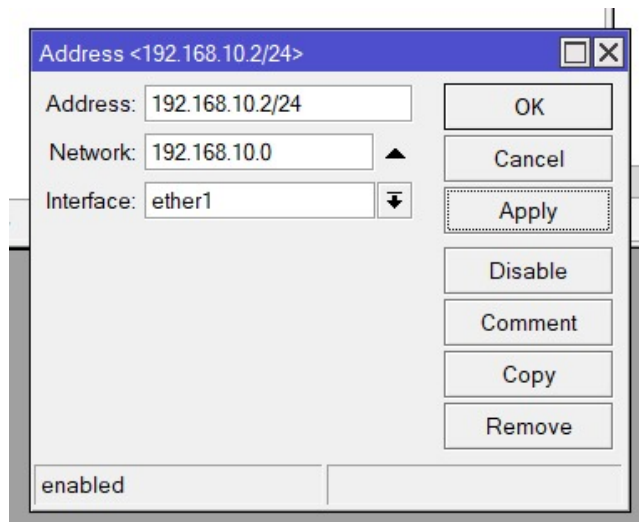 Address <192.168.10.2/24>
Address: 192.168.10.2/24
OK
Network: 192.168.10.0
Cancel
Interface: ether1
Apply
Disable
Comment
Copy
Remove
enabled